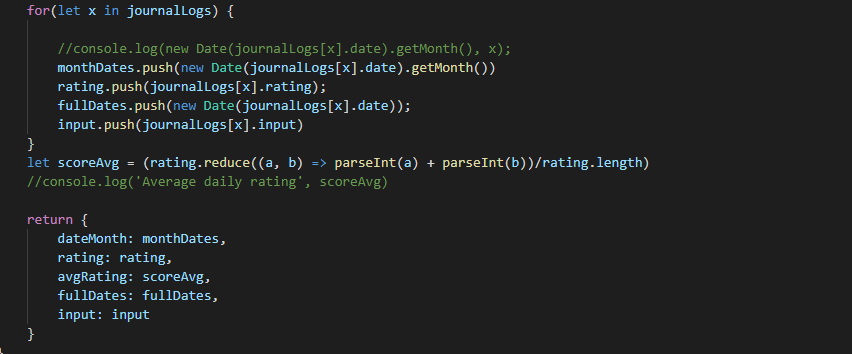 for(let x in journalLogs) {
//console.log(new Date(journalLogs[x].date).getMonth(), x);
monthDates.push(new Date(journalLogs[x].date).getMonth())
rating.push(journalLogs[x].rating);
fullDates.push(new Date(journalLogs[x].date));
input.push(journalLogs[x].input)
}
let scoreAvg = (rating.reduce((a, b) => parseInt(a) + parseInt(b))/rating.length)
//console.log('Average daily rating', scoreAvg)
return {
dateMonth: monthDates,
rating: rating,
avgRating: scoreAvg,
fullDates: fullDates,
input: input
}